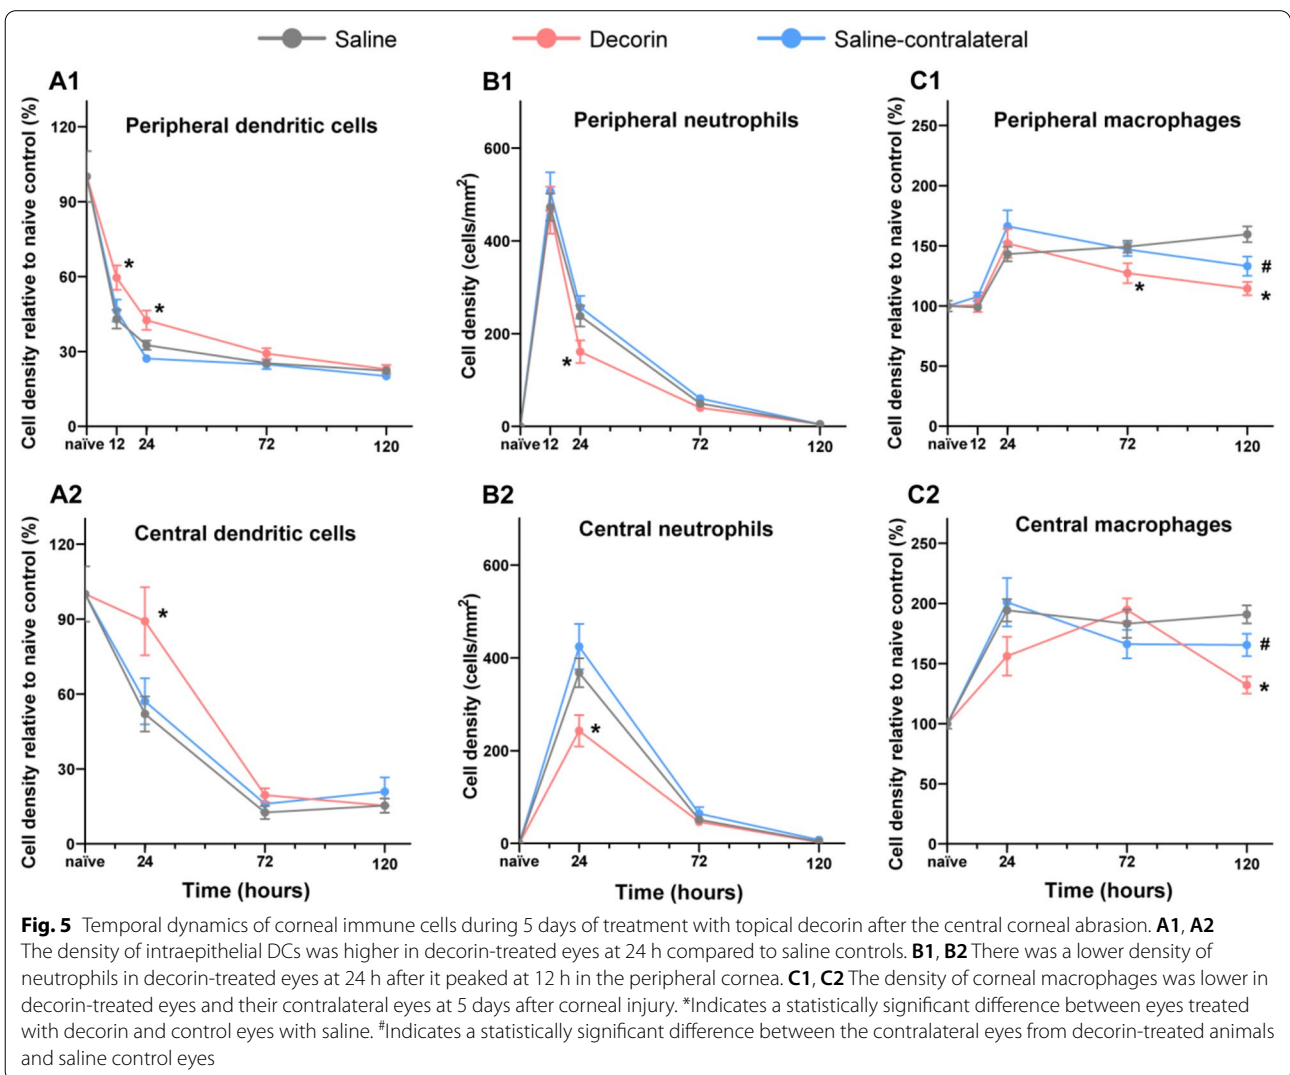 Saline
Decorin
Saline-contralateral
A1
Peripheral dendritic cells
Cell density relative to naive control (%)
120
90
60
30
0
*
*
naïve 12 24 72 120
B1
Peripheral neutrophils
Cell density (cells/mm²)
600
400
200
0
*
naïve 12 24 72 120
C1
Peripheral macrophages
Cell density relative to naive control (%)
250
200
150
100
50
0
*
#
*
naïve 12 24 72 120
A2
Central dendritic cells
Cell density relative to naive control (%)
120
90
60
30
0
*
naïve 24 72 120
Time (hours)
B2
Central neutrophils
Cell density (cells/mm²)
600
400
200
0
*
naïve 24 72 120
Time (hours)
C2
Central macrophages
Cell density relative to naive control (%)
250
200
150
100
50
0
#
*
naïve 24 72 120
Time (hours)
Fig. 5 Temporal dynamics of corneal immune cells during 5 days of treatment with topical decorin after the central corneal abrasion. A1, A2
The density of intraepithelial DCs was higher in decorin-treated eyes at 24 h compared to saline controls. B1, B2 There was a lower density of
neutrophils in decorin-treated eyes at 24 h after it peaked at 12 h in the peripheral cornea. C1, C2 The density of corneal macrophages was lower in
decorin-treated eyes and their contralateral eyes at 5 days after corneal injury. *Indicates a statistically significant difference between eyes treated
with decorin and control eyes with saline. #Indicates a statistically significant difference between the contralateral eyes from decorin-treated animals
and saline control eyes